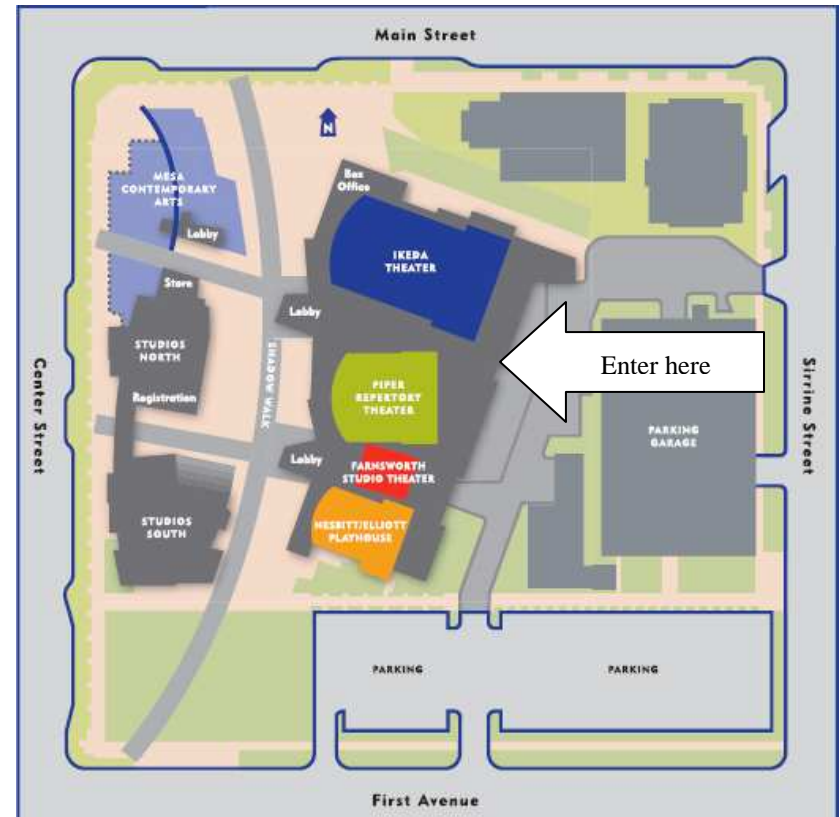 Main Street
N
Box
Office
MESA
CONTEMPORARY
ARTS
Lobby
IKEDA
THEATER
Store
Lobby
Enter here
STUDIOS
NORTH
SHADOW WALK
Center Street
Sirrine Street
PIPER
REPERTORY
THEATER
Registration
PARKING
GARAGE
Lobby
FARNSWORTH
STUDIO THEATER
STUDIOS
SOUTH
NESBITT/ELLIOTT
PLAYHOUSE
PARKING
PARKING
First Avenue